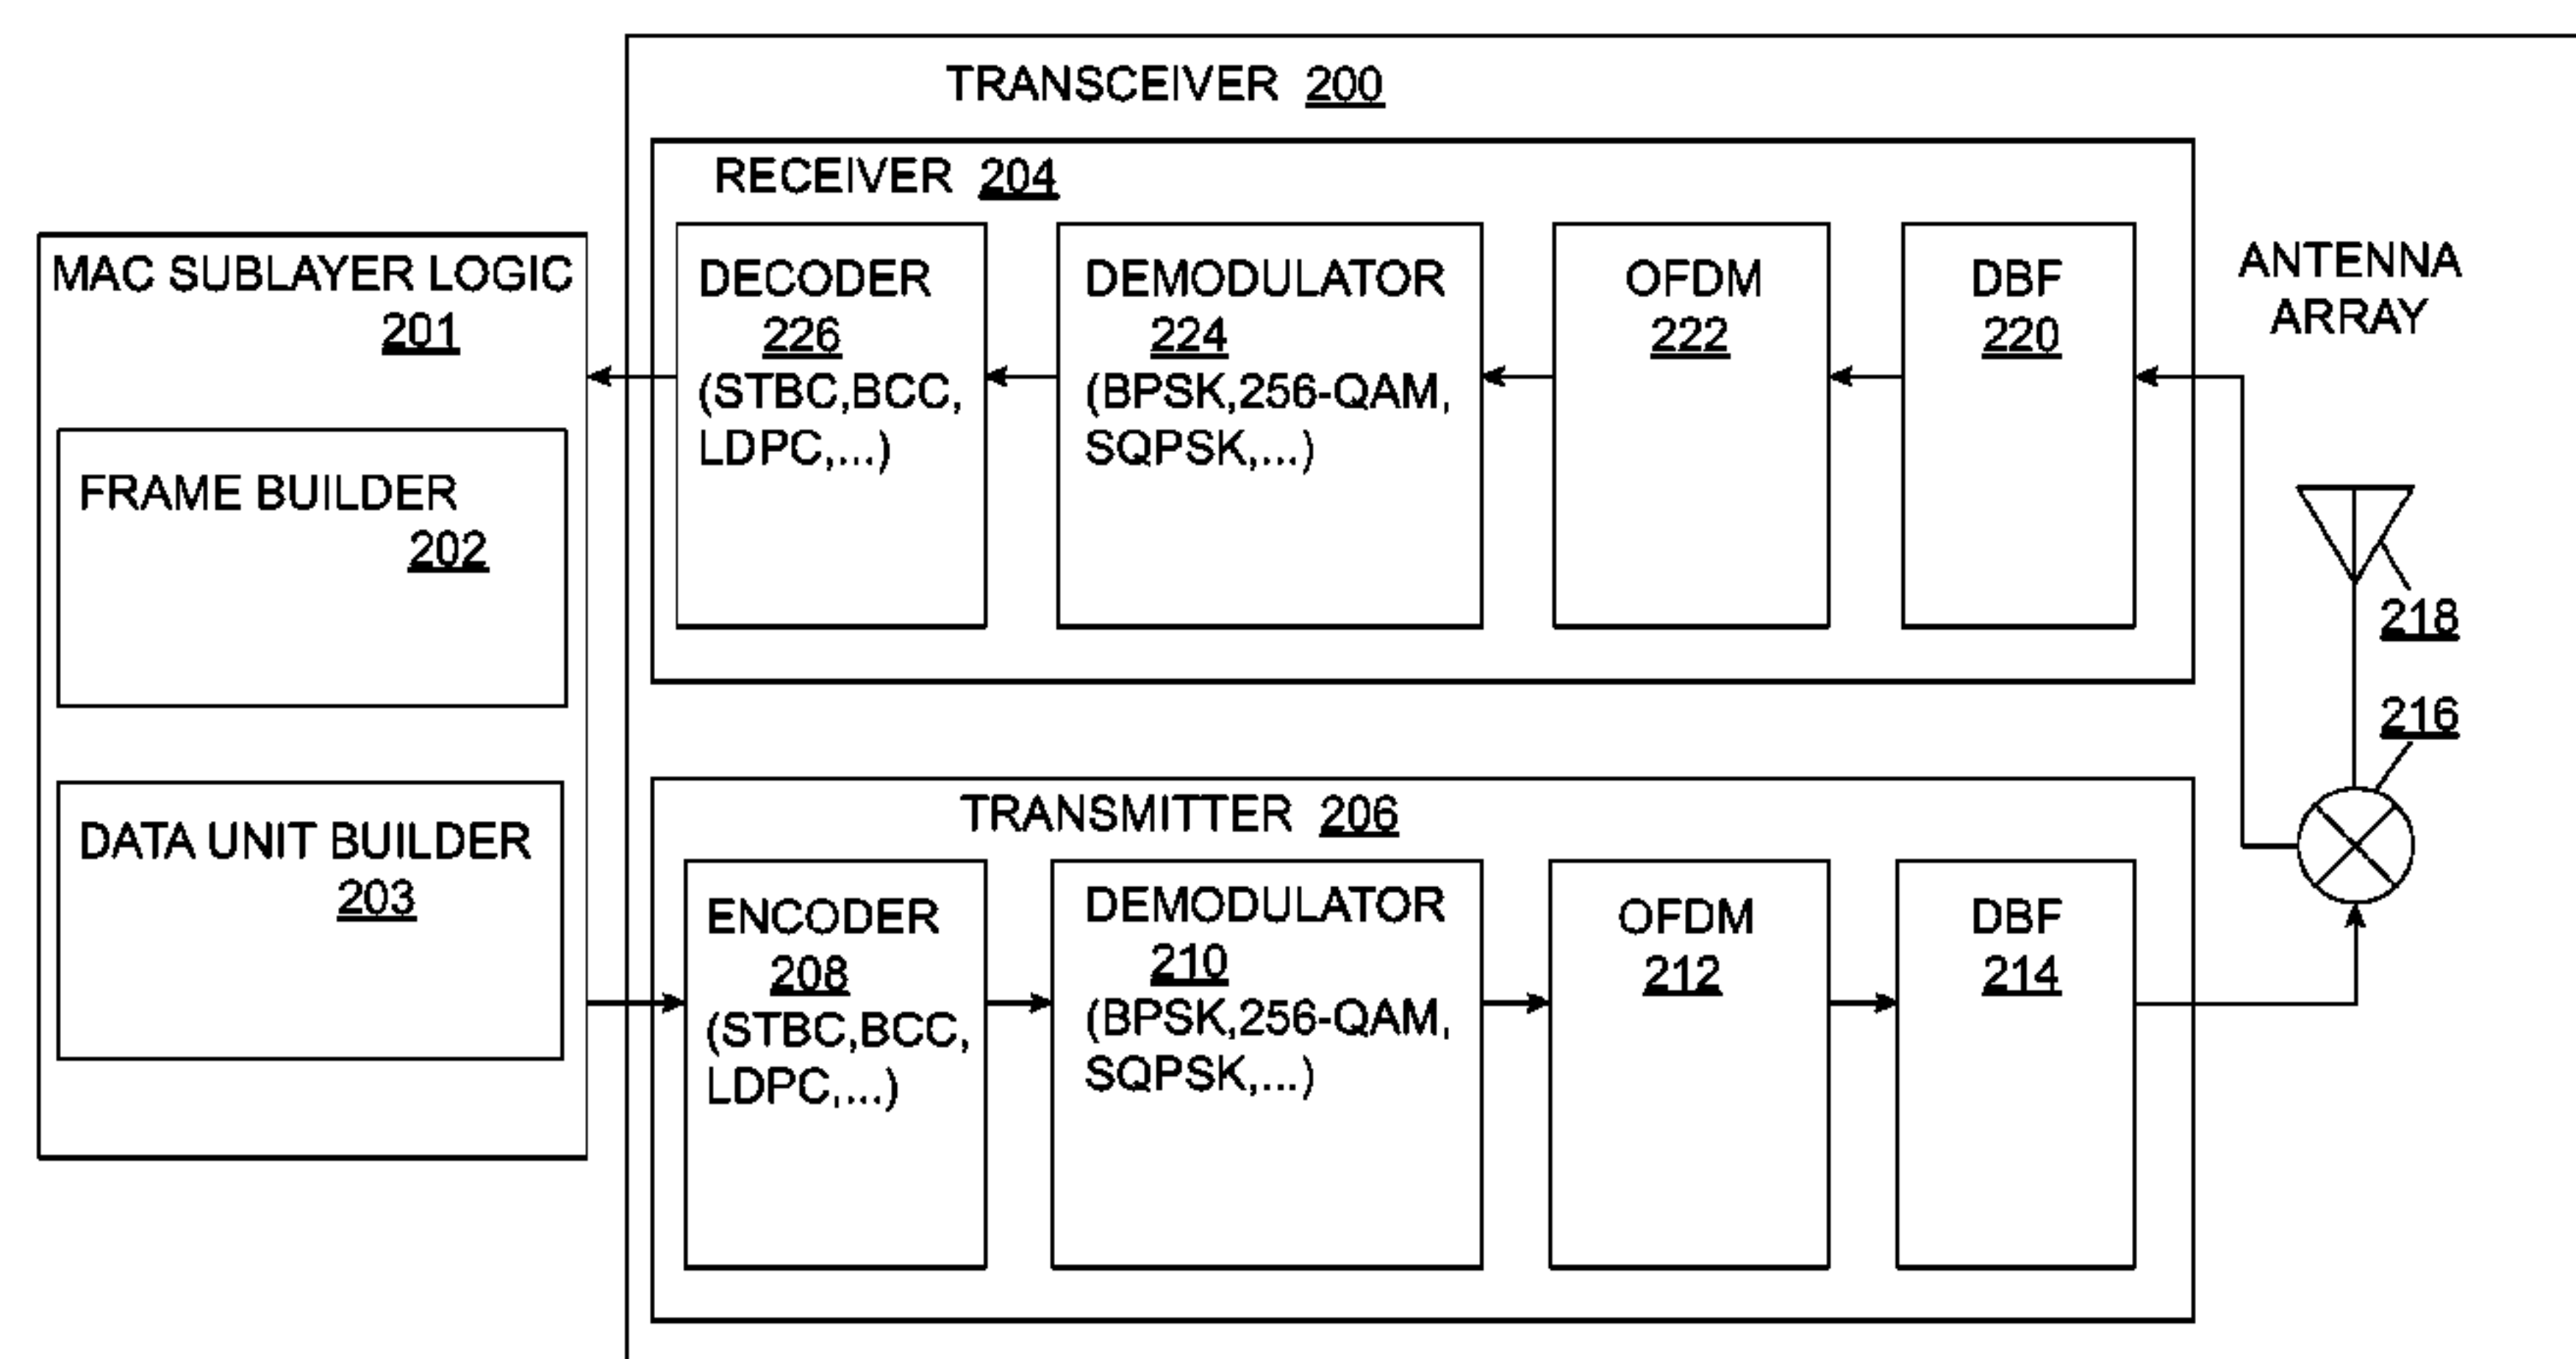 TRANSCEIVER 200
RECEIVER 204
MAC SUBLAYER LOGIC
201
FRAME BUILDER
202
DATA UNIT BUILDER
203
DECODER
226
(STBC,BCC,
LDPC,...)
DEMODULATOR
224
(BPSK,256-QAM,
SQPSK,...)
OFDM
222
DBF
220
ANTENNA
ARRAY
218
216
TRANSMITTER 206
ENCODER
208
(STBC,BCC,
LDPC,...)
DEMODULATOR
210
(BPSK,256-QAM,
SQPSK,...)
OFDM
212
DBF
214